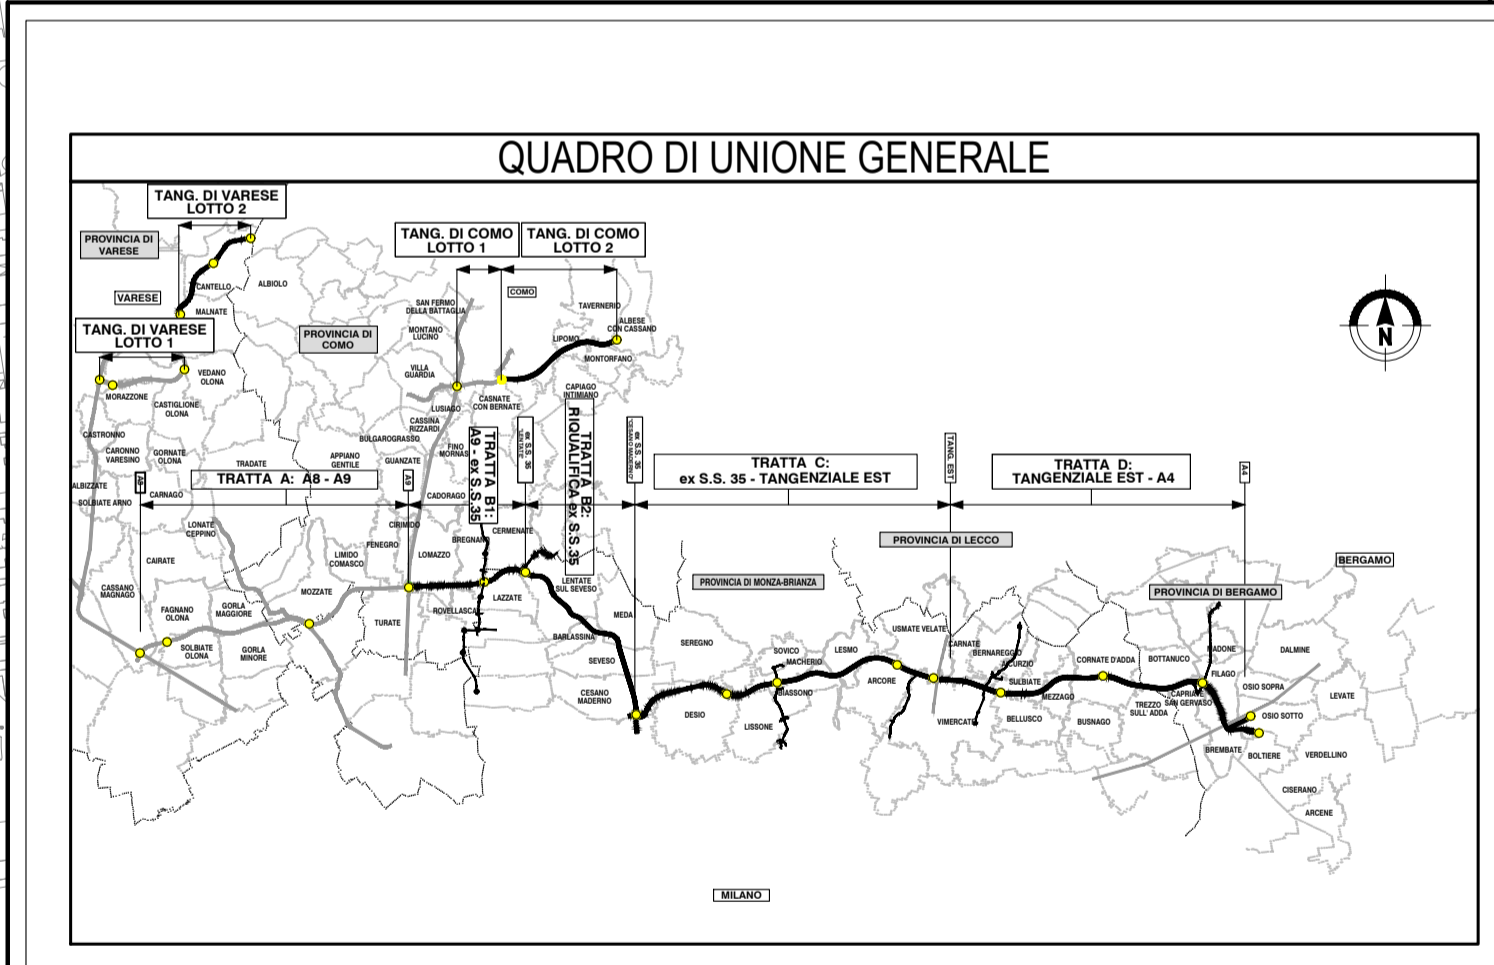 QUADRO DI UNIONE GENERALE
TANG. DI VARESE
LOTTO 2
PROVINCIA DI
VARESE
TANG. DI COMO
LOTTO 1
TANG. DI COMO
LOTTO 2
CANTELLO
ALBIOLO
VARESE
MALNATE
COMO
SAN FERMO
DELLA BATTAGLIA
TAVERNERIO
TANG. DI VARESE
LOTTO 1
PROVINCIA DI
COMO
MONTANO
LUCINO
ALBESE
CON CASSANO
LIPOMO
MONTORFANO
N
VEDANO
OLONA
VILLA
GUARDIA
MORAZZONE
CASTIGLIONE
OLONA
LUSIAGO
CASNATE
CON BERNATE
CAPIAGO
INTIMIANO
CASSINA
RIZZARDI
CASTRONNO
BULGAROGRASSO
FINO
MORNAS
CARONNO
VARESINO
GORNATE
OLONA
TRADATE
APPIANO
GENTILE
GUANZATE
TRATTA A: A8 - A9
A8
A9
TRATTA B1:
A9 - ex S.S.35
ex S.S. 35
LENTATE
TRATTA B2:
RIQUALIFICA ex S.S.35
ex S.S. 35
CESANO MADERNO
TRATTA C:
ex S.S. 35 - TANGENZIALE EST
TANG. EST
TRATTA D:
TANGENZIALE EST - A4
A4
ALBIZZATE
SOLBIATE ARNO
CARNAGO
CADORAGO
LONATE
CEPPINO
CIRIMIDO
FENEGRO
LOMAZZO
BREGNANO
CERMENATE
PROVINCIA DI LECCO
BERGAMO
CAIRATE
LIMIDO
COMASCO
CASSANO
MAGNAGO
MOZZATE
LAZZATE
LENTATE
SUL SEVESO
PROVINCIA DI MONZA-BRIANZA
PROVINCIA DI BERGAMO
FAGNANO
OLONA
GORLA
MAGGIORE
TURATE
ROVELLASCA
MEDA
BARLASSINA
SEREGNO
USMATE VELATE
CARNATE
SOLBIATE
OLONA
GORLA
MINORE
SEVESO
SOVICO
MACHERIO
LESMO
BERNAREGGIO
AICURZIO
CORNATE D'ADDA
BOTTANUCO
MADONE
DALMINE
CESANO
MADERNO
BIASSONO
ARCORE
SULBIATE
MEZZAGO
FILAGO
OSIO SOPRA
CAPRIATE
SAN GERVASO
LEVATE
DESIO
LISSONE
VIMERCATE
BELLUSCO
BUSNAGO
TREZZO
SULL' ADDA
OSIO SOTTO
BREMBATE
BOLTIERE
VERDELLINO
CISERANO
ARCENE
MILANO